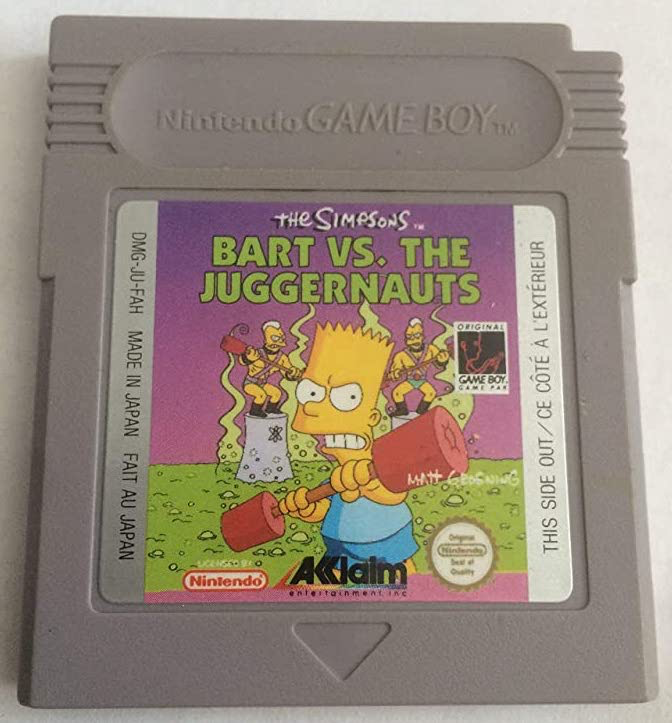 Nintendo GAME BOY TM
THE SIMPSONS TM
BART VS. THE
JUGGERNAUTS
DMG-JU-FAH MADE IN JAPAN FAIT AU JAPAN
ORIGINAL
GAME BOY
GAME PAK
THIS SIDE OUT/CE CÔTÉ À L'EXTÉRIEUR
MATT GROENING
LICENSED BY
Nintendo
AKKlaim
entertainment, inc
Original
Nintendo
Seal of
Quality